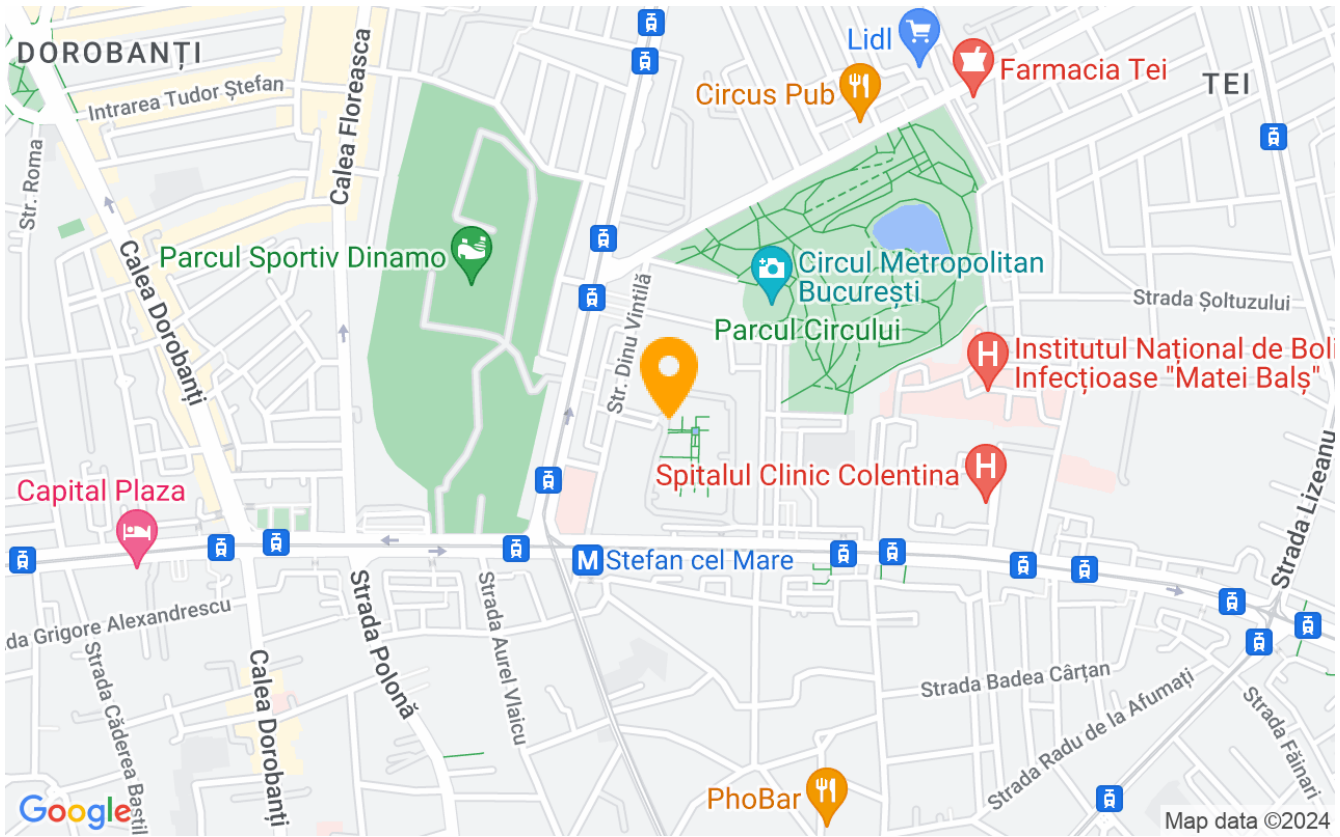 DOROBANȚI
Intrarea Tudor Ștefan
Calea Floreasca
Str. Roma
Lidl
Circus Pub
Farmacia Tei
TEI
Parcul Sportiv Dinamo
Calea Dorobanți
Str. Dinu Vintilă
Circul Metropolitan
București
Parcul Circului
Strada Șoltuzului
H
Institutul Național de Boli
Infecțioase "Matei Balș"
Capital Plaza
Spitalul Clinic Colentina
H
Strada Lizeanu
M
Stefan cel Mare
da Grigore Alexandrescu
Strada Căderea Bastil
Calea Dorobanți
Strada Polonă
Strada Aurel Vlaicu
Strada Badea Cârțan
Strada Radu de la Afumați
Strada Făinari
PhoBar
Google
Map data ©2024